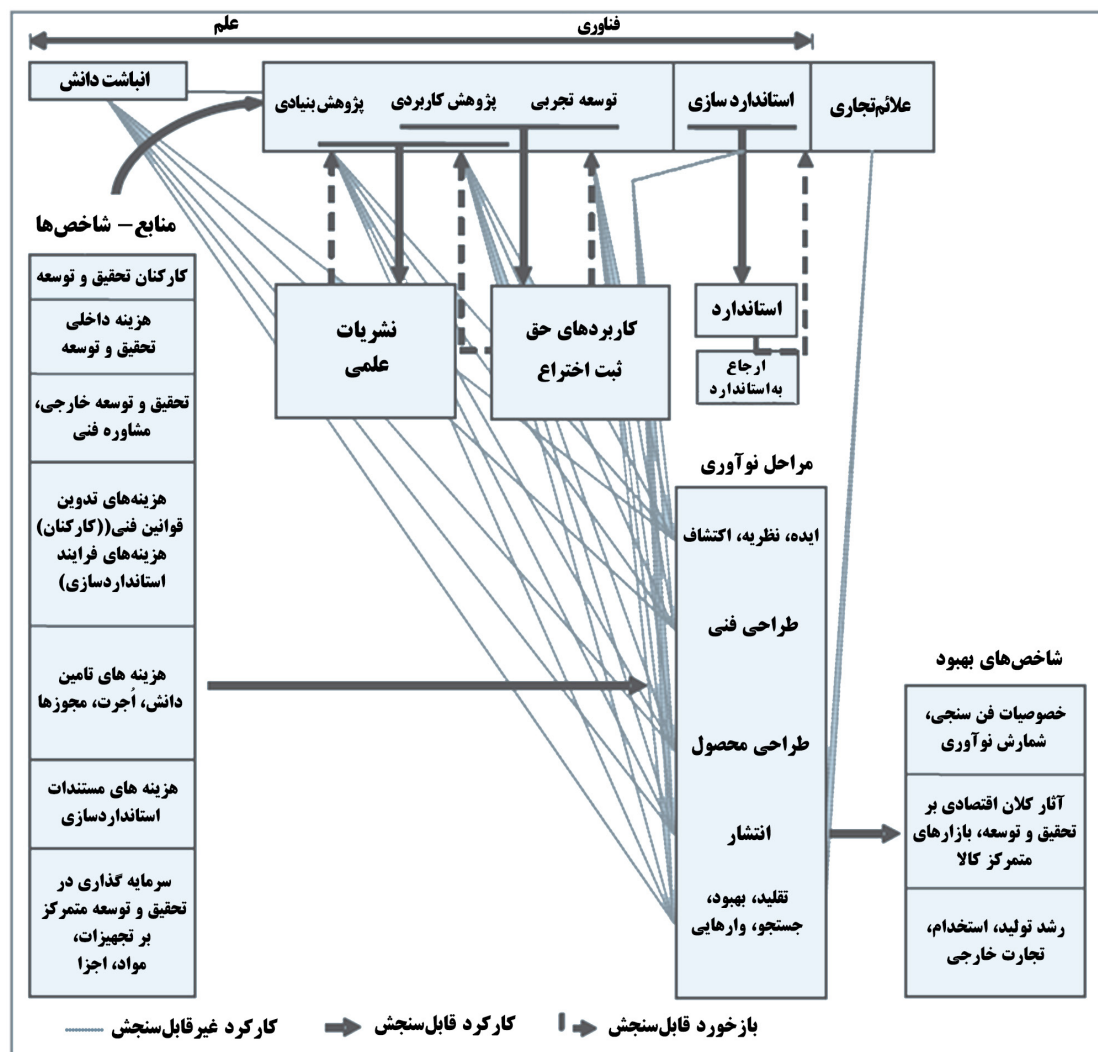 علم
فناوری
انباشت دانش
پژوهش بنیادی
پژوهش کاربردی
توسعه تجربی
استاندارد سازی
علائم‌تجاری
منابع – شاخص‌ها
کارکنان تحقیق و توسعه
هزینه داخلی
تحقیق و توسعه
تحقیق و توسعه خارجی،
مشاوره فنی
هزینه‌های تدوین
قوانین فنی((کارکنان)
هزینه‌های فرایند
استانداردسازی)
هزینه های تامین
دانش، اُجرت، مجوزها
هزینه های مستندات
استانداردسازی
سرمایه گذاری در
تحقیق و توسعه متمرکز
بر تجهیزات،
مواد، اجزا
نشریات
علمی
کاربردهای حق
ثبت اختراع
استاندارد
ارجاع
به‌استاندارد
مراحل نوآوری
ایده، نظریه، اکتشاف
طراحی فنی
طراحی محصول
انتشار
تقلید، بهبود،
جستجو، وارهایی
شاخص‌های بهبود
خصوصیات فن سنجی،
شمارش نوآوری
آثار کلان اقتصادی بر
تحقیق و توسعه، بازارهای
متمرکز کالا
رشد تولید، استخدام،
تجارت خارجی
بازخورد قابل‌سنجش
کارکرد قابل‌سنجش
کارکرد غیرقابل‌سنجش